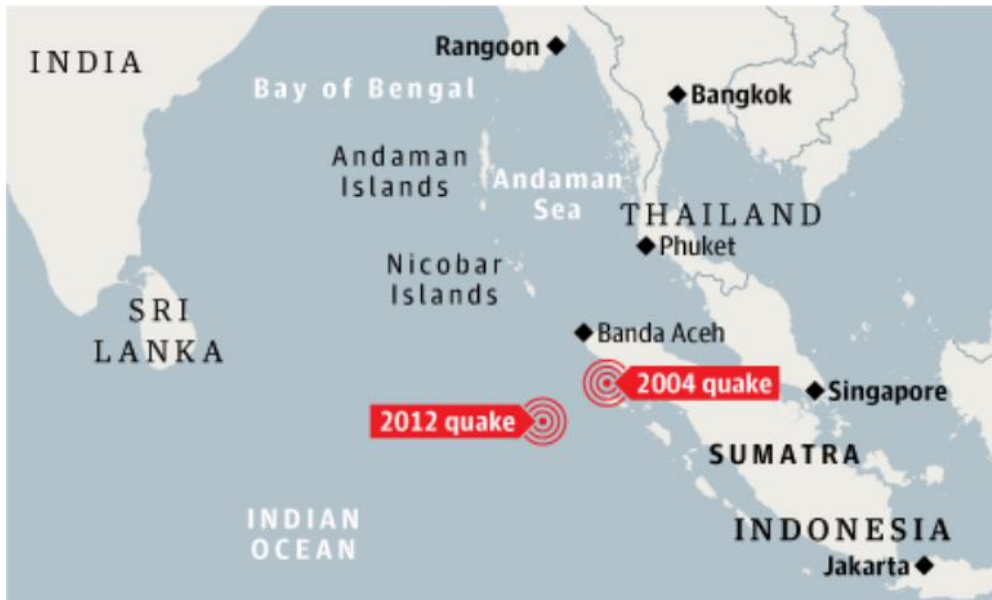 INDIA
Rangoon
Bay of Bengal
Bangkok
Andaman
Islands
Andaman
Sea
THAILAND
Phuket
Nicobar
Islands
SRI
LANKA
Banda Aceh
2004 quake
Singapore
2012 quake
SUMATRA
INDIAN
OCEAN
INDONESIA
Jakarta